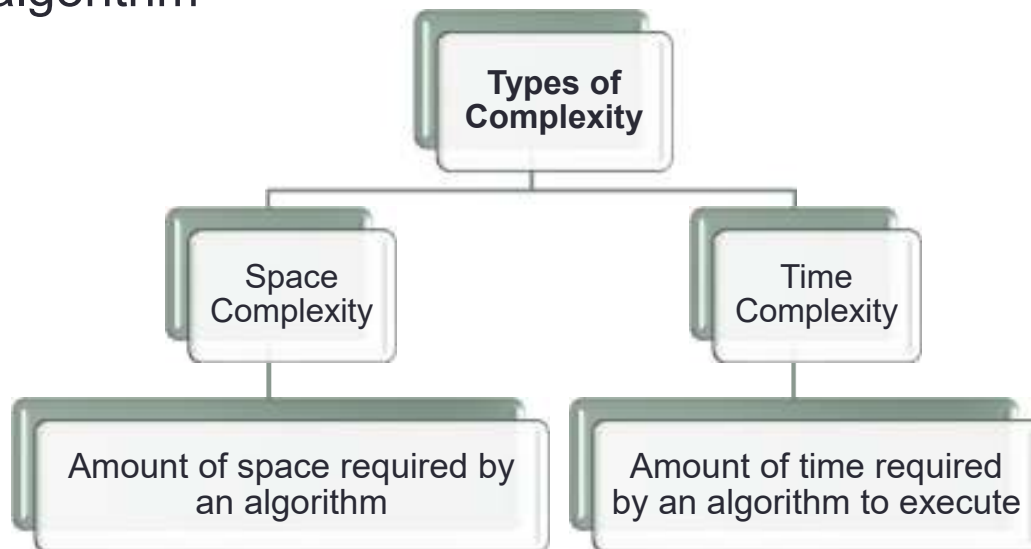 algorithm
Types of
Complexity
Space
Complexity
Time
Complexity
Amount of space required by
an algorithm
Amount of time required
by an algorithm to execute